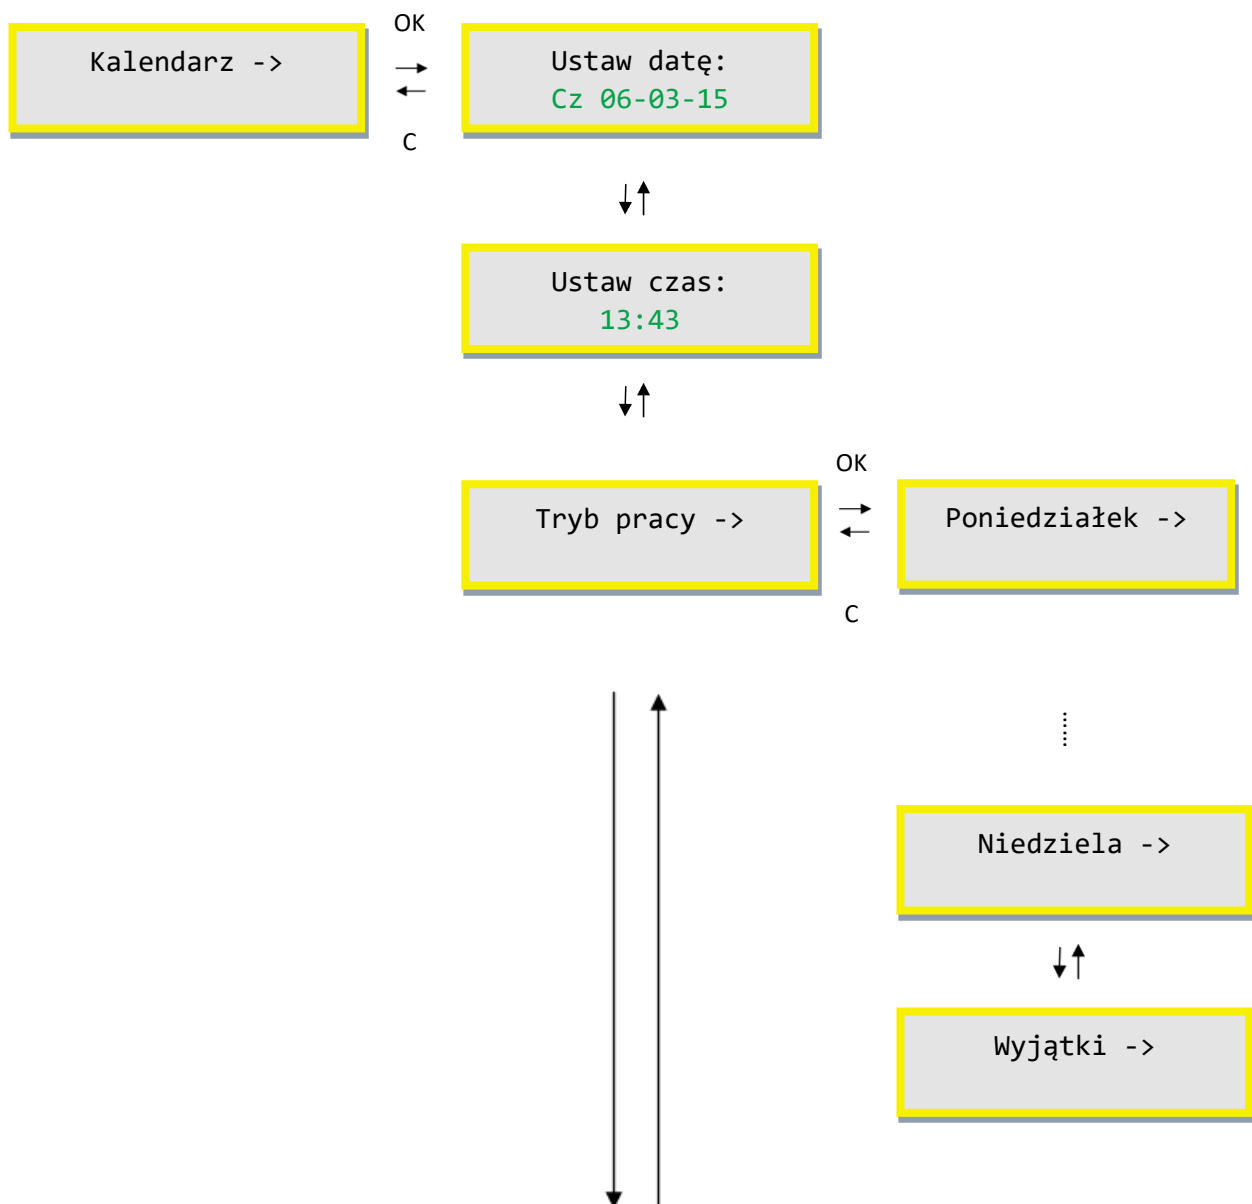 OK
Kalendarz ->
Ustaw datę:
Cz 06-03-15
C
Ustaw czas:
13:43
OK
Tryb pracy ->
Poniedziałek ->
C
Niedziela ->
Wyjątki ->